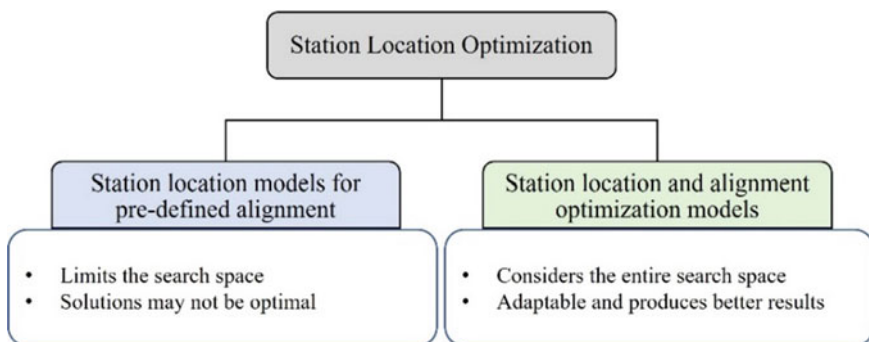 Station Location Optimization
Station location models for
pre-defined alignment
• Limits the search space
• Solutions may not be optimal
Station location and alignment
optimization models
• Considers the entire search space
• Adaptable and produces better results